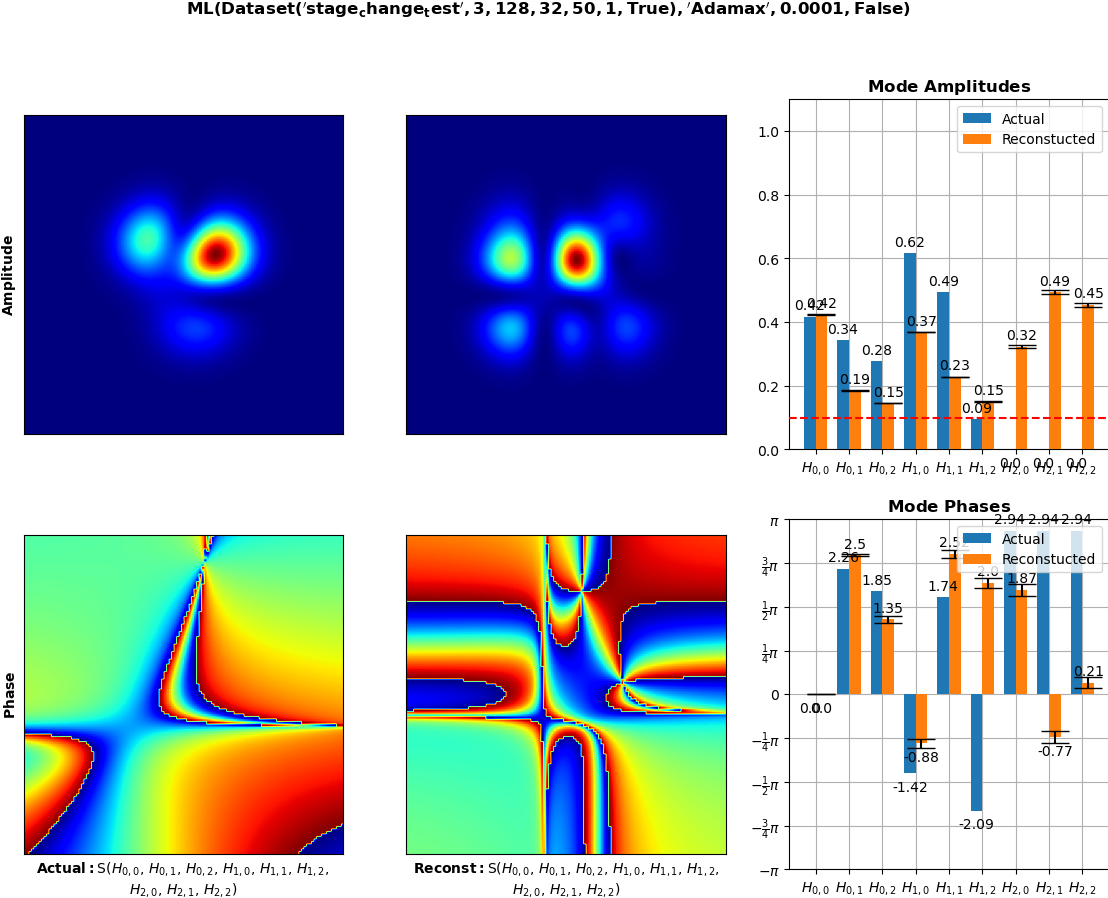 ML(Dataset('stage_change_test', 3, 128, 32, 50, 1, True), 'Adamax', 0.0001, False)
Amplitude
Mode Amplitudes
Actual
Reconstucted
1.0
0.8
0.6
0.4
0.2
0.0
0.42
0.42
0.34
0.19
0.28
0.15
0.62
0.37
0.49
0.23
0.09
0.15
0.0
0.32
0.0
0.49
0.0
0.45
H0,0 H0,1 H0,2 H1,0 H1,1 H1,2 H2,0 H2,1 H2,2
Phase
Mode Phases
Actual
Reconstucted
π
3/4π
1/2π
1/4π
0
−1/4π
−1/2π
−3/4π
−π
0.0
0.0
2.26
2.5
1.85
1.35
-1.42
-0.88
1.74
-2.09
2.0
2.94
1.87
2.94
-0.77
2.94
0.21
H0,0 H0,1 H0,2 H1,0 H1,1 H1,2 H2,0 H2,1 H2,2
Actual: S(H0,0, H0,1, H0,2, H1,0, H1,1, H1,2,
H2,0, H2,1, H2,2)
Reconst: S(H0,0, H0,1, H0,2, H1,0, H1,1, H1,2,
H2,0, H2,1, H2,2)